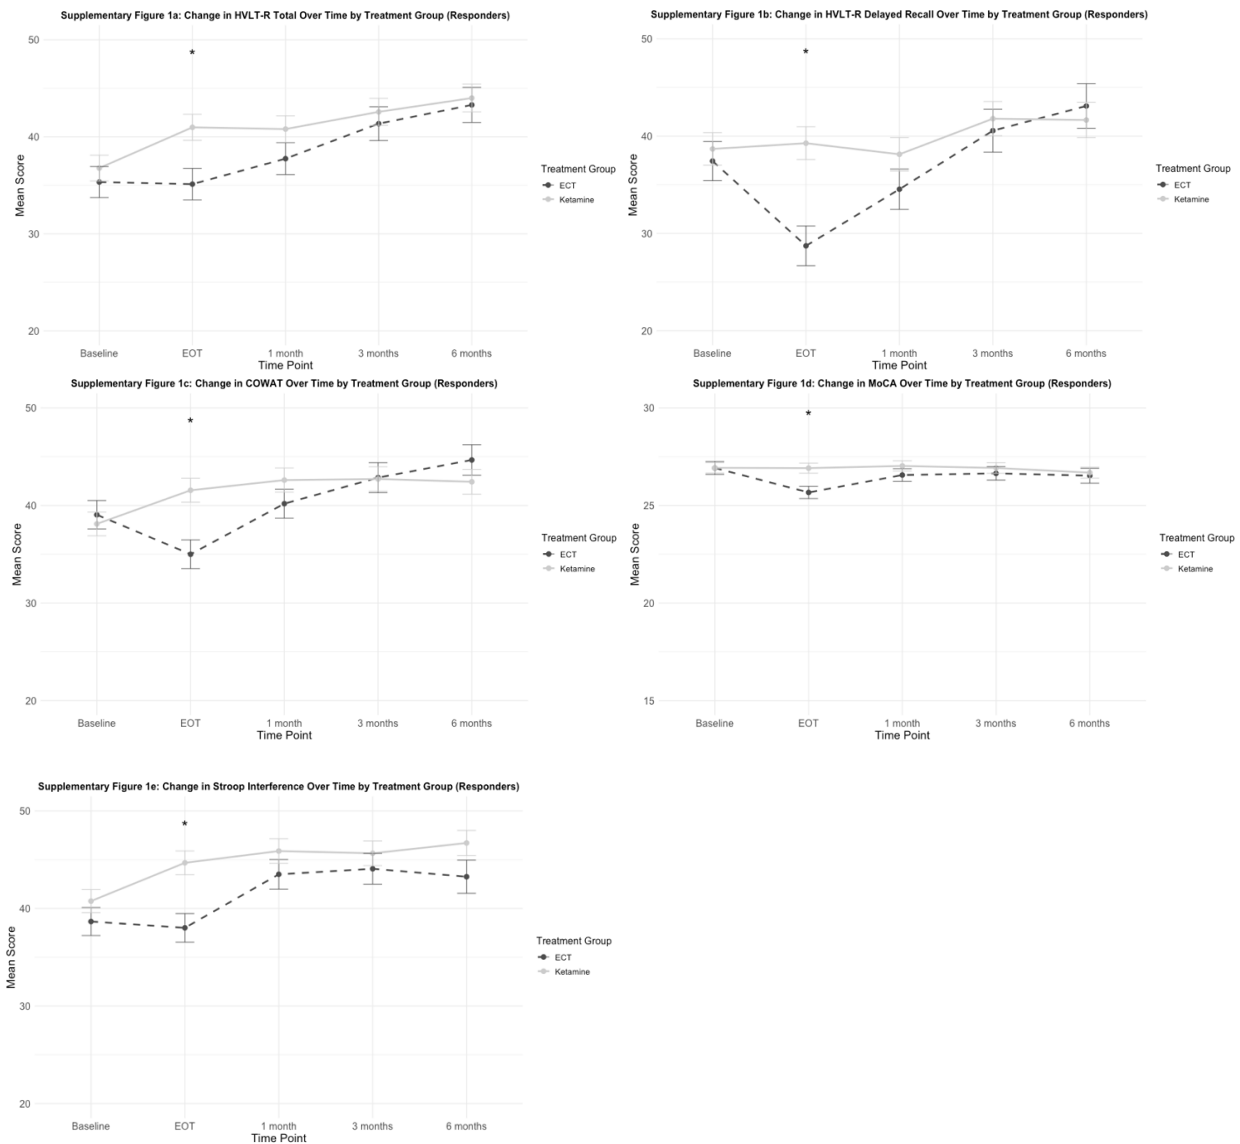 Supplementary Figure 1a: Change in HVLT-R Total Over Time by Treatment Group (Responders)
50
*
40
30
20
Mean Score
Baseline EOT 1 month 3 months 6 months
Time Point
Treatment Group
ECT
Ketamine
Supplementary Figure 1b: Change in HVLT-R Delayed Recall Over Time by Treatment Group (Responders)
50
*
40
30
20
Mean Score
Baseline EOT 1 month 3 months 6 months
Time Point
Treatment Group
ECT
Ketamine
Supplementary Figure 1c: Change in COWAT Over Time by Treatment Group (Responders)
50
*
40
30
20
Mean Score
Baseline EOT 1 month 3 months 6 months
Time Point
Treatment Group
ECT
Ketamine
Supplementary Figure 1d: Change in MoCA Over Time by Treatment Group (Responders)
30
*
25
20
15
Mean Score
Baseline EOT 1 month 3 months 6 months
Time Point
Treatment Group
ECT
Ketamine
Supplementary Figure 1e: Change in Stroop Interference Over Time by Treatment Group (Responders)
50
*
40
30
20
Mean Score
Baseline EOT 1 month 3 months 6 months
Time Point
Treatment Group
ECT
Ketamine